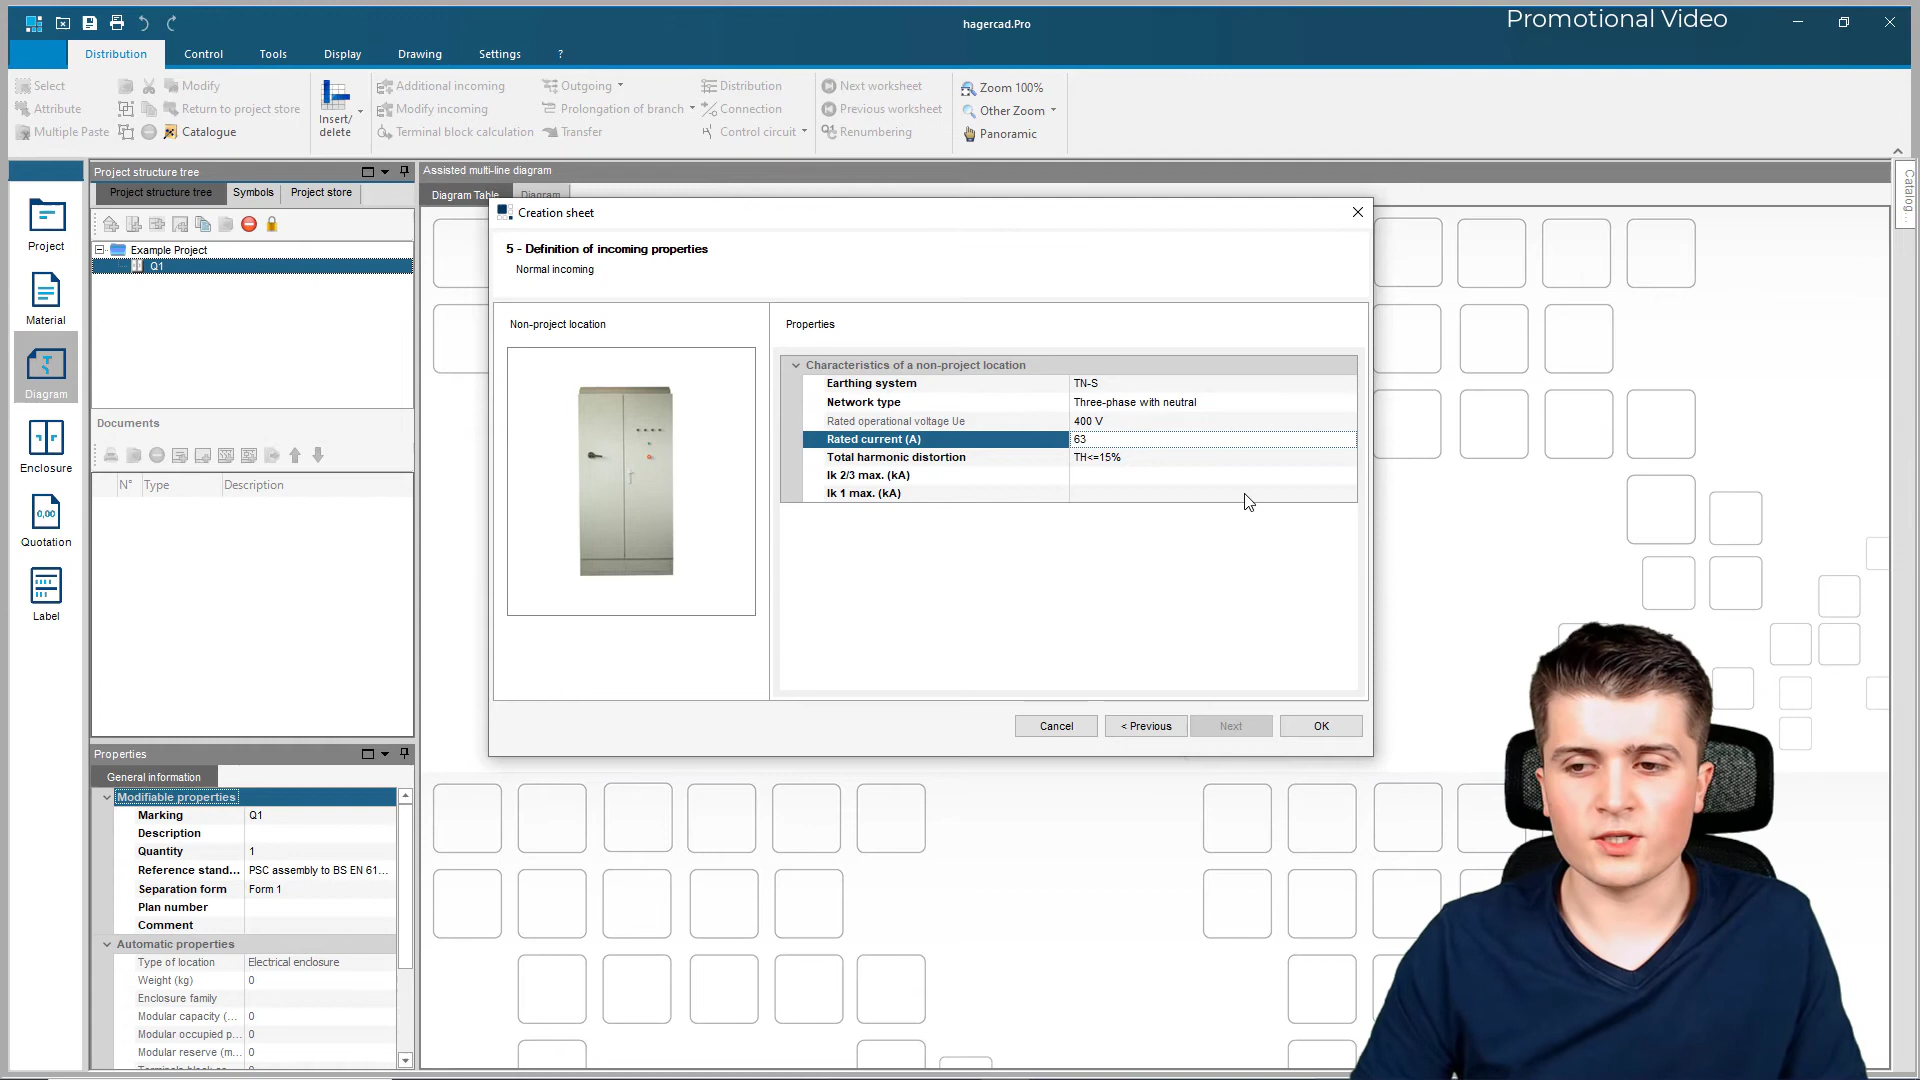 hagercad.Pro
Promotional Video
Distribution
Control
Tools
Display
Drawing
Settings
?
Select
Modify
Attribute
Return to project store
Multiple Paste
Catalogue
Insert/
delete
Additional incoming
Modify incoming
Terminal block calculation
Outgoing
Prolongation of branch
Transfer
Distribution
Connection
Control circuit
Next worksheet
Previous worksheet
Renumbering
Zoom 100%
Other Zoom
Panoramic
Project
Material
Diagram
Enclosure
0,00
Quotation
Label
Project structure tree
Project structure tree
Symbols
Project store
Example Project
Q1
Documents
N°
Type
Description
Properties
General information
Modifiable properties
Marking Q1
Description
Quantity 1
Reference stand... PSC assembly to BS EN 61...
Separation form Form 1
Plan number
Comment
Automatic properties
Type of location Electrical enclosure
Weight (kg) 0
Enclosure family
Modular capacity (... 0
Modular occupied p... 0
Modular reserve (m... 0
Assisted multi-line diagram
Diagram Table
Diagram
Catalog...
Creation sheet
5 - Definition of incoming properties
Normal incoming
Non-project location
Properties
Characteristics of a non-project location
Earthing system TN-S
Network type Three-phase with neutral
Rated operational voltage Ue 400 V
Rated current (A) 63
Total harmonic distortion TH<=15%
Ik 2/3 max. (kA)
Ik 1 max. (kA)
Cancel
< Previous
Next
OK